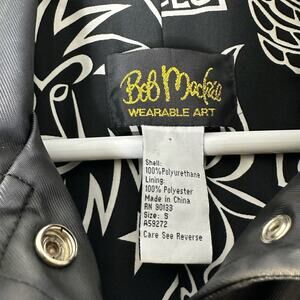 Bob Mackie
WEARABLE ART
Shell:
100% Polyurethane
Lining:
100% Polyester
Made in China
RN 90133
Size: S
A59272
Care See Reverse